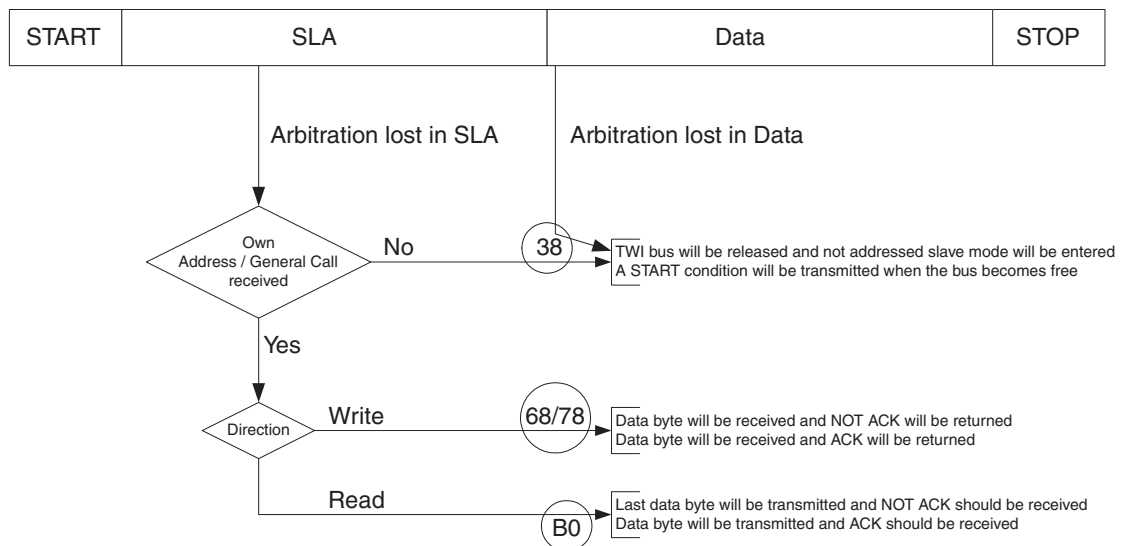 START SLA Data STOP
Arbitration lost in SLA Arbitration lost in Data
Own
Address / General Call
received
No
38
TWI bus will be released and not addressed slave mode will be entered
A START condition will be transmitted when the bus becomes free
Yes
Direction
Write
68/78
Data byte will be received and NOT ACK will be returned
Data byte will be received and ACK will be returned
Read
B0
Last data byte will be transmitted and NOT ACK should be received
Data byte will be transmitted and ACK should be received